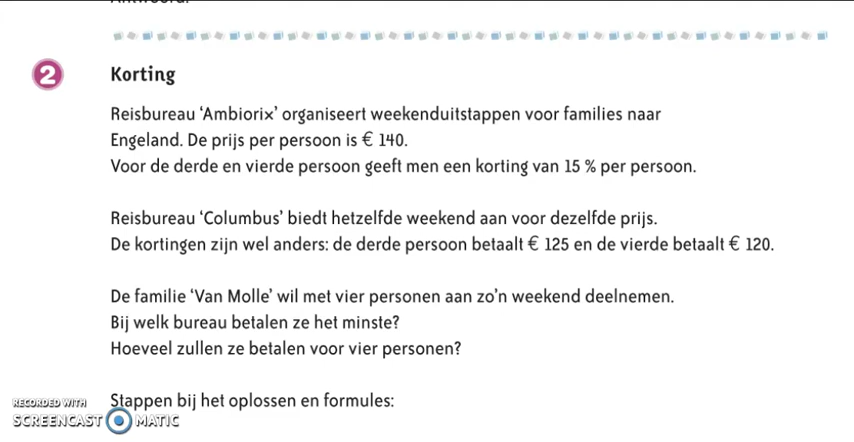 2
Korting
Reisbureau ‘Ambiorix’ organiseert weekenduitstappen voor families naar
Engeland. De prijs per persoon is € 140.
Voor de derde en vierde persoon geeft men een korting van 15 % per persoon.
Reisbureau ‘Columbus’ biedt hetzelfde weekend aan voor dezelfde prijs.
De kortingen zijn wel anders: de derde persoon betaalt € 125 en de vierde betaalt € 120.
De familie ‘Van Molle’ wil met vier personen aan zo’n weekend deelnemen.
Bij welk bureau betalen ze het minste?
Hoeveel zullen ze betalen voor vier personen?
Stappen bij het oplossen en formules:
RECORDED WITH
SCREENCAST MATIC